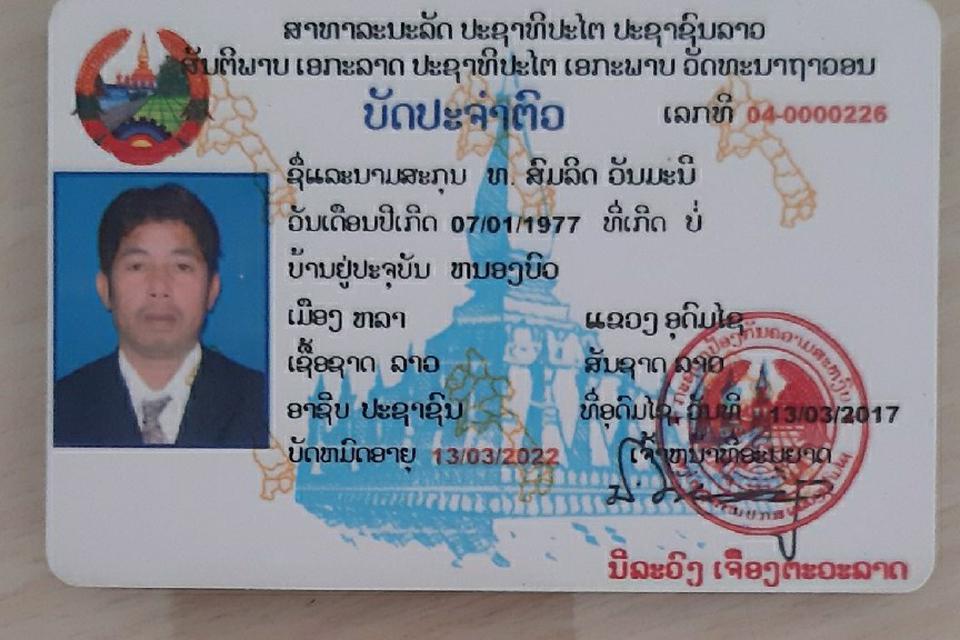 ສາທາລະນະລັດ ປະຊາທິປະໄຕ ປະຊາຊົນລາວ
ສັນຕິພາບ ເອກະລາດ ປະຊາທິປະໄຕ ເອກະພາບ ວັດທະນາຖາວອນ
ບັດປະຈຳຕົວ ເລກທີ 04-0000226
ຊື່ແລະນາມສະກຸນ ທ. ສົມລິດ ວັນມະນີ
ວັນເດືອນປີເກີດ 07/01/1977 ທີ່ເກີດ ບໍ່
ບ້ານຢູ່ປະຈຸບັນ ຫນອງບົວ
ເມືອງ ຫລາ ແຂວງ ອຸດົມໄຊ
ເຊື້ອຊາດ ລາວ ສັນຊາດ ລາວ
ອາຊີບ ປະຊາຊົນ ທີ່ອຸດົມໄຊ, ວັນທີ 13/03/2017
ບັດຫມົດອາຍຸ 13/03/2022 ເຈົ້າຫນ້າທີ່ອະນຸຍາດ
ນິລະວົງ ເຈືອງຕະວະລາດ